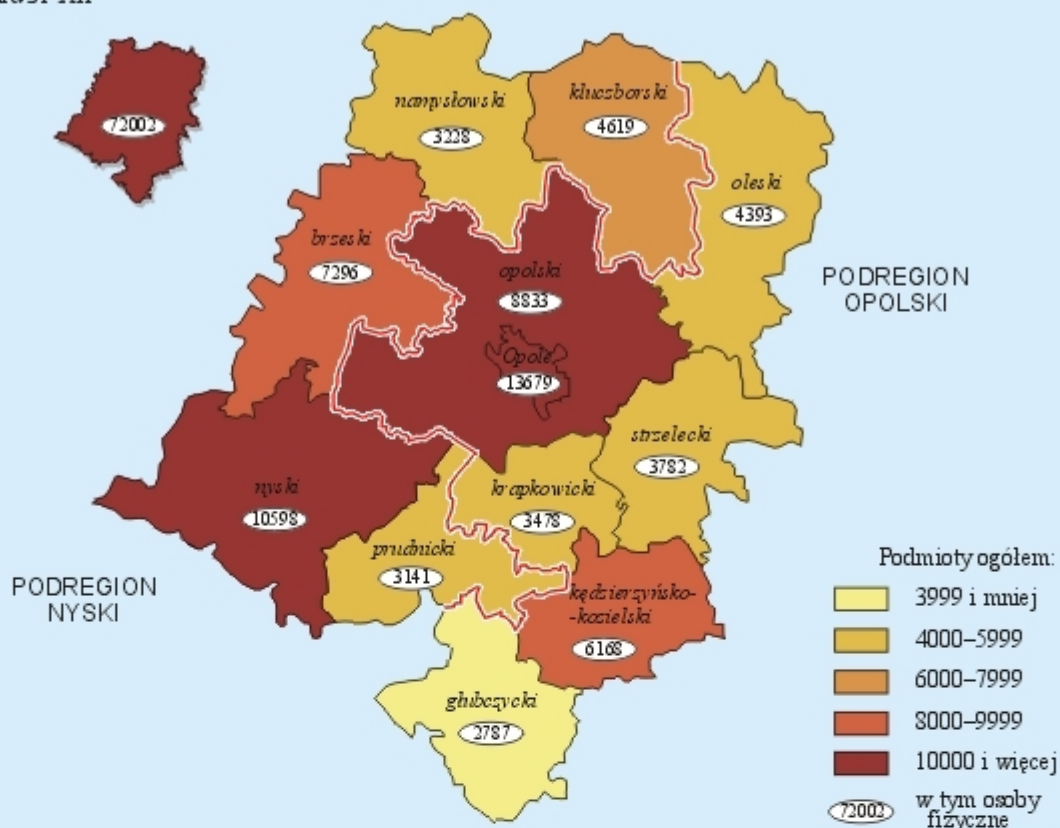 72002
namysłowski
3228
kluczborski
4619
oleski
4393
brzeski
7296
opolski
8833
PODREGION
OPOLSKI
Opole
13679
strzelecki
3782
nyski
10598
krapkowicki
3478
prudnicki
3141
PODREGION
NYSKI
kędzierzyńsko-
-kozielski
6168
głubczycki
2787
Podmioty ogółem:
3999 i mniej
4000–5999
6000–7999
8000–9999
10000 i więcej
72002
w tym osoby
fizyczne